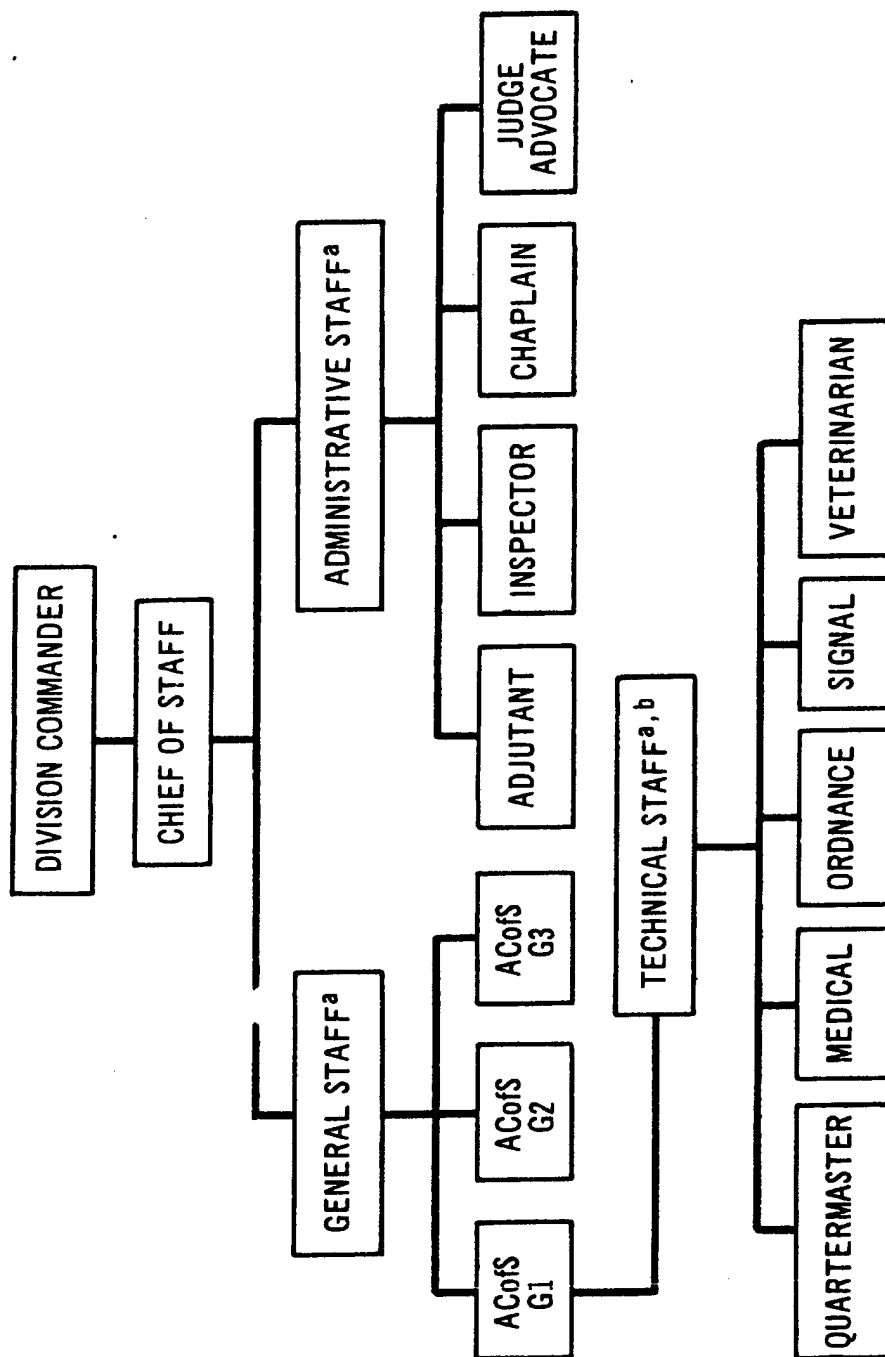 DIVISION COMMANDER
CHIEF OF STAFF
GENERAL STAFFa
ADMINISTRATIVE STAFFa
ACofS
G1
ACofS
G2
ACofS
G3
ADJUTANT
INSPECTOR
CHAPLAIN
JUDGE
ADVOCATE
TECHNICAL STAFFa, b
QUARTERMASTER
MEDICAL
ORDNANCE
SIGNAL
VETERINARIAN